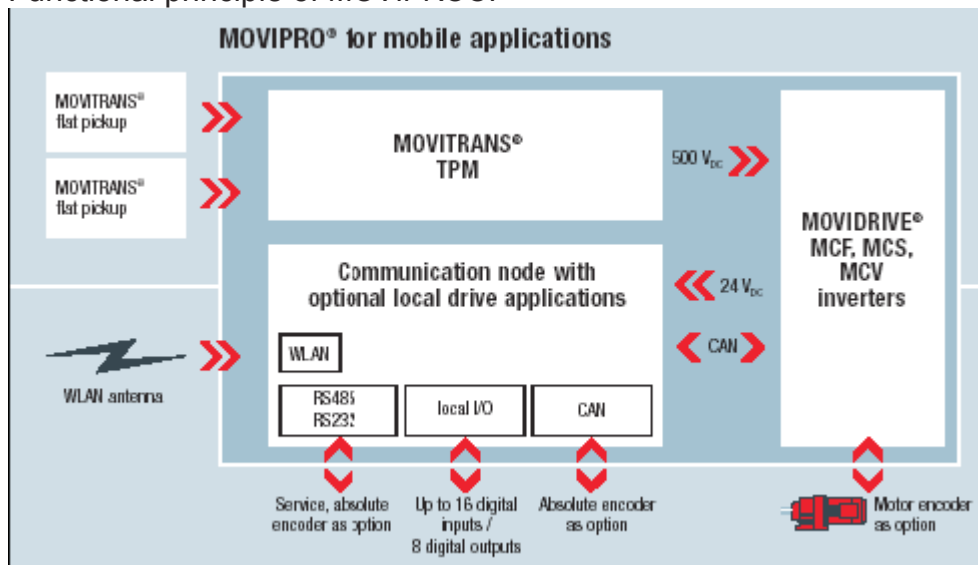 MOVIPRO® for mobile applications
MOVITRANS®
flat pickup
MOVITRANS®
flat pickup
MOVITRANS®
TPM
500 VDC
MOVIDRIVE®
MCF, MCS,
MCV
inverters
Communication node with
optional local drive applications
24 VDC
CAN
WLAN
WLAN antenna
RS485
RS232
local I/O
CAN
Service, absolute
encoder as option
Up to 16 digital
inputs /
8 digital outputs
Absolute encoder
as option
Motor encoder
as option